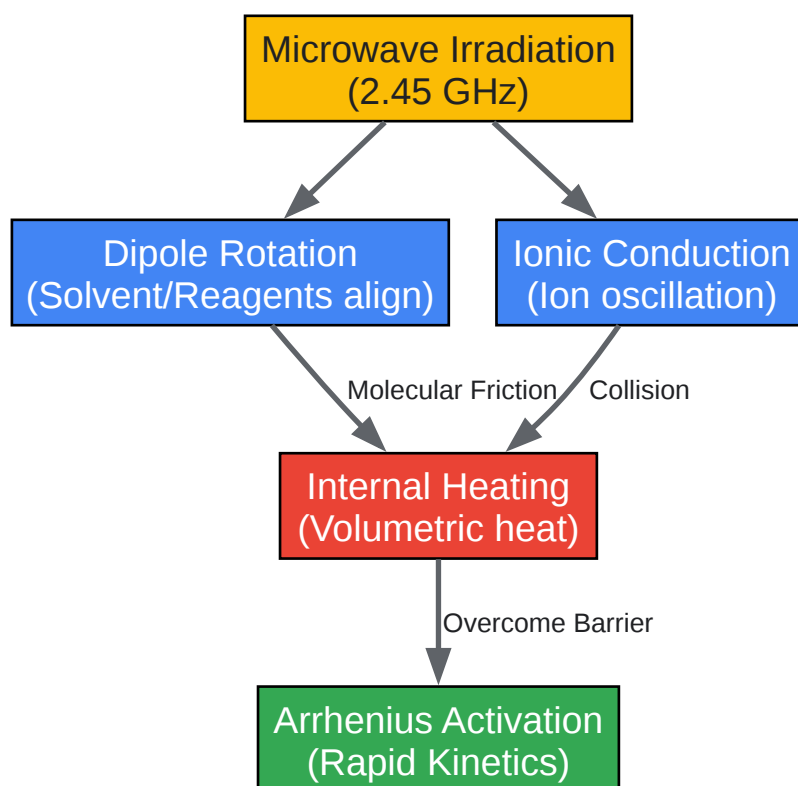 Microwave Irradiation
(2.45 GHz)
Dipole Rotation
(Solvent/Reagents align)
Ionic Conduction
(Ion oscillation)
Molecular Friction
Collision
Internal Heating
(Volumetric heat)
Overcome Barrier
Arrhenius Activation
(Rapid Kinetics)